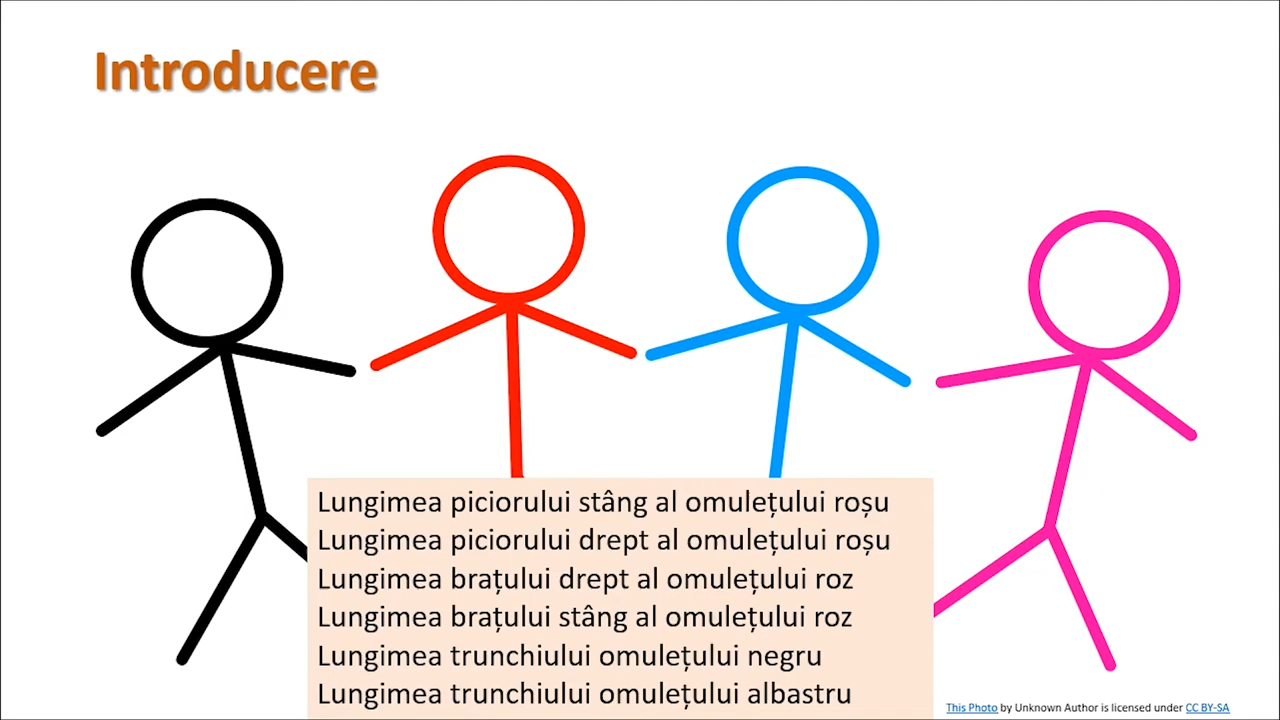 Introducere
Lungimea piciorului stâng al omulețului roșu
Lungimea piciorului drept al omulețului roșu
Lungimea brațului drept al omulețului roz
Lungimea brațului stâng al omulețului roz
Lungimea trunchiului omulețului negru
Lungimea trunchiului omulețului albastru
This Photo by Unknown Author is licensed under CC BY-SA